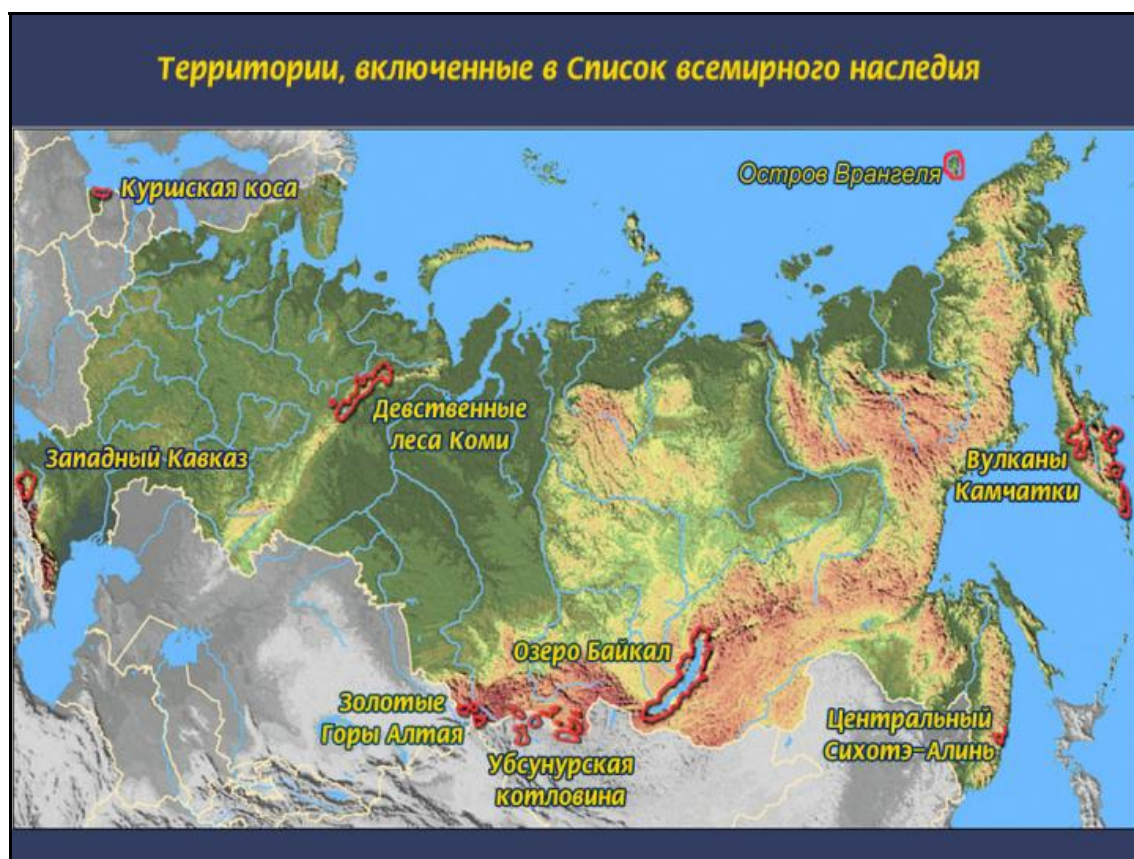 Территории, включенные в Список всемирного наследия
Куршская коса
Остров Врангеля
Девственные
леса Коми
Западный Кавказ
Вулканы
Камчатки
Озеро Байкал
Золотые
Горы Алтая
Убсунурская
котловина
Центральный
Сихотэ-Алинь